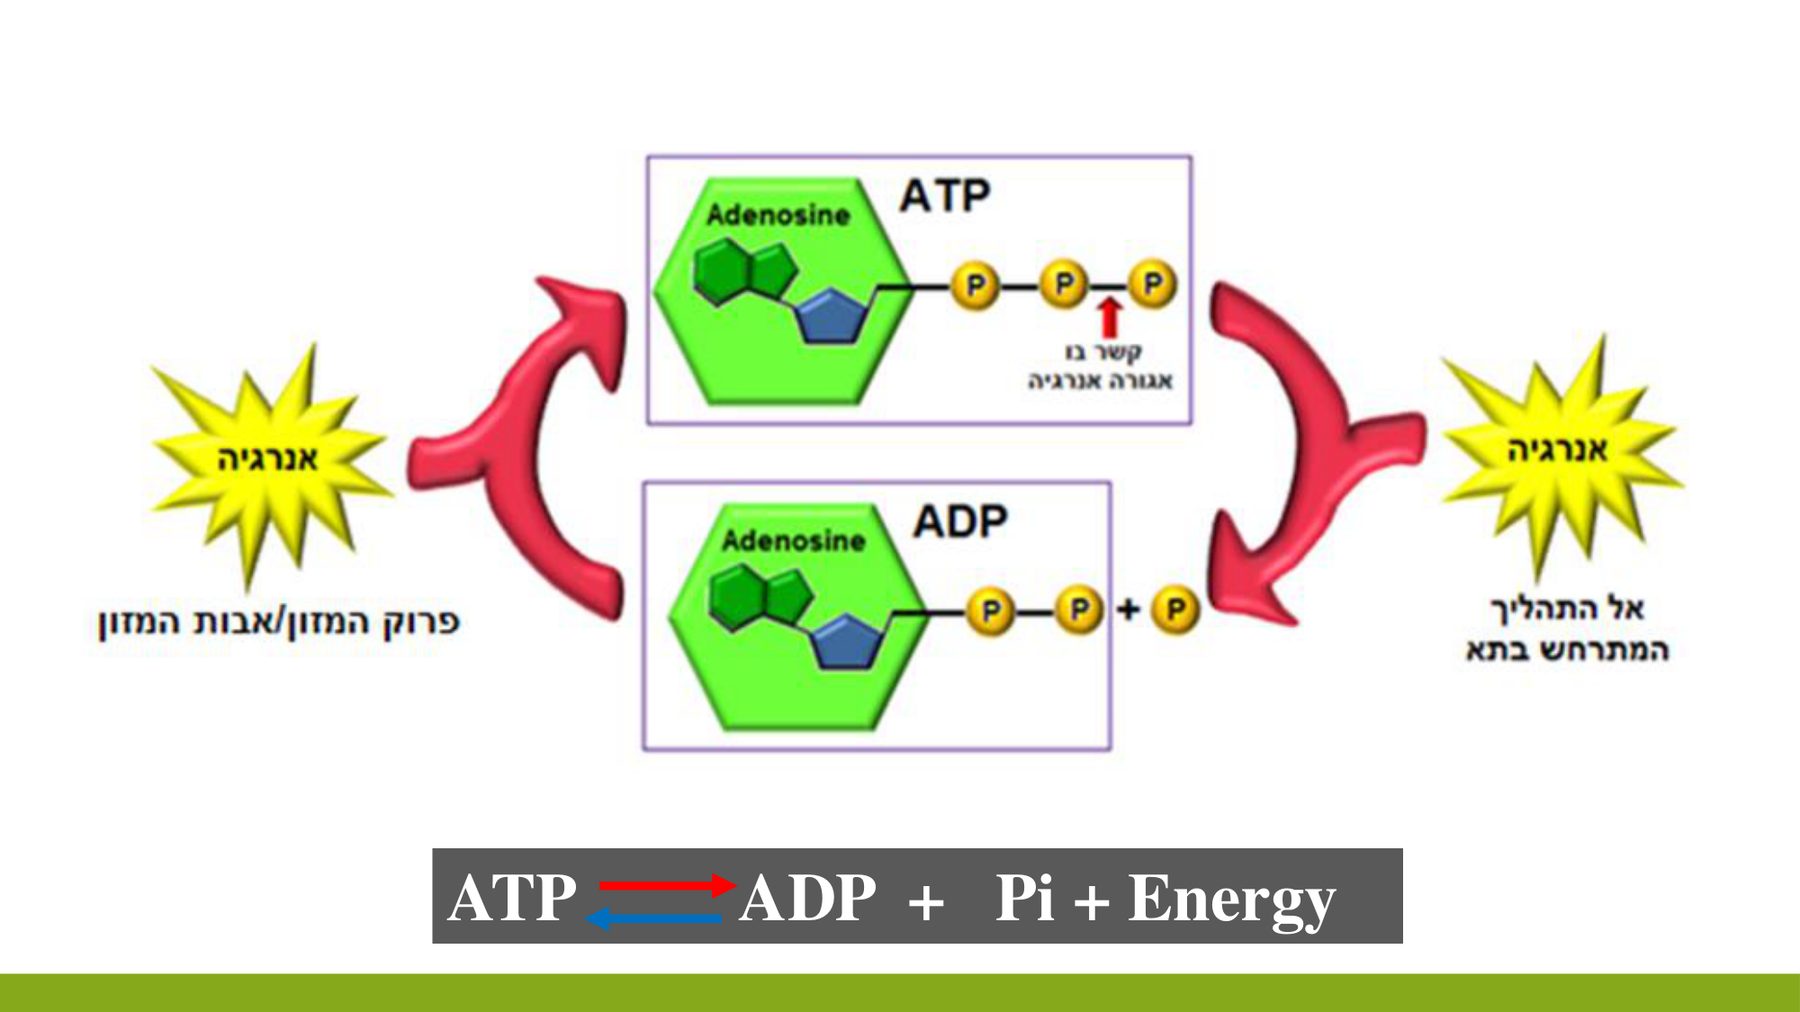 ATP
Adenosine
P
P
P
קשר בו
אגורה אנרגיה
אנרגיה
פרוק המזון/אבות המזון
אנרגיה
אל התהליך
המתרחש בתא
ADP
Adenosine
P
P
+
P
ATP ADP + Pi + Energy